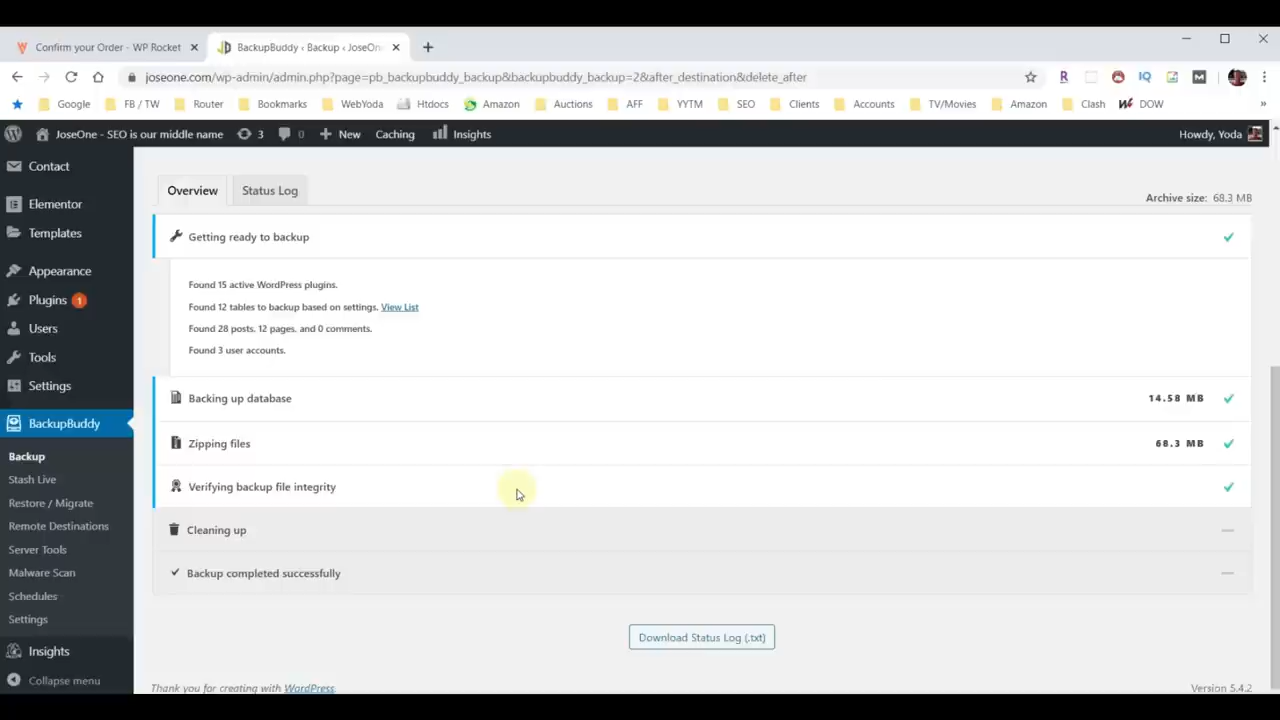 Confirm your Order - WP Rocket
BackupBuddy ‹ Backup ‹ JoseOn
joseone.com/wp-admin/admin.php?page=pb_backupbuddy_backup&backupbuddy_backup=2&after_destination&delete_after
Google FB / TW Router Bookmarks WebYoda Htdocs Amazon Auctions AFF YYTM SEO Clients Accounts TV/Movies Amazon Clash DOW »
JoseOne - SEO is our middle name 3 0 New Caching Insights Howdy, Yoda
Contact
Elementor
Templates
Appearance
Plugins 1
Users
Tools
Settings
BackupBuddy
Backup
Stash Live
Restore / Migrate
Remote Destinations
Server Tools
Malware Scan
Schedules
Settings
Insights
Collapse menu
Overview Status Log
Archive size: 68.3 MB
Getting ready to backup
Found 15 active WordPress plugins.
Found 12 tables to backup based on settings. View List
Found 28 posts, 12 pages, and 0 comments.
Found 3 user accounts.
Backing up database 14.58 MB
Zipping files 68.3 MB
Verifying backup file integrity
Cleaning up
Backup completed successfully
Download Status Log (.txt)
Thank you for creating with WordPress.
Version 5.4.2